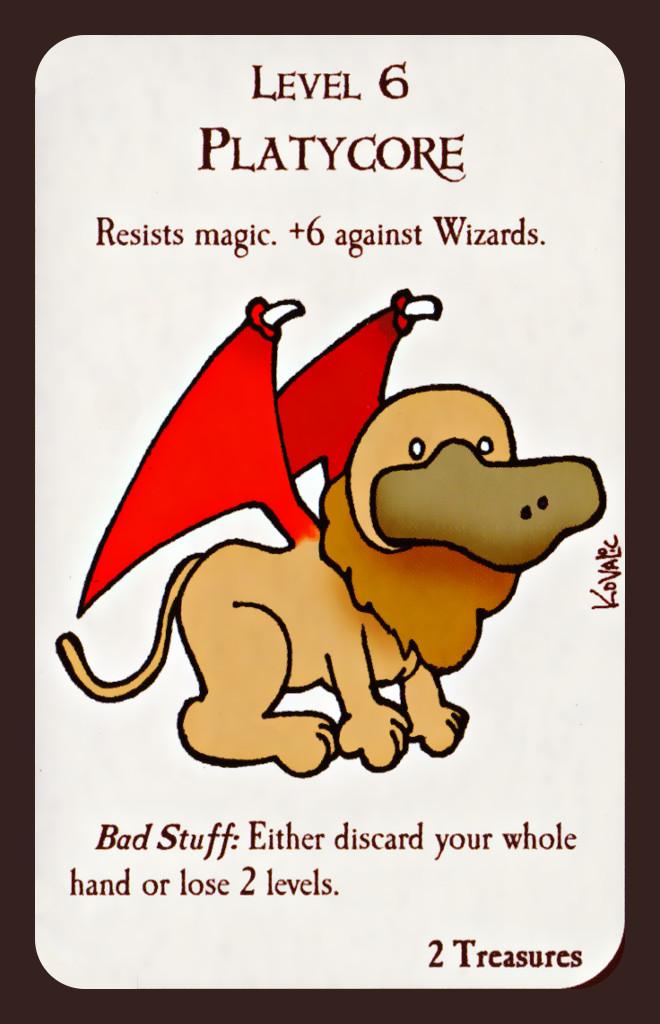 Level 6
Platycore
Resists magic. +6 against Wizards.
Kovalic
Bad Stuff: Either discard your whole
hand or lose 2 levels.
2 Treasures